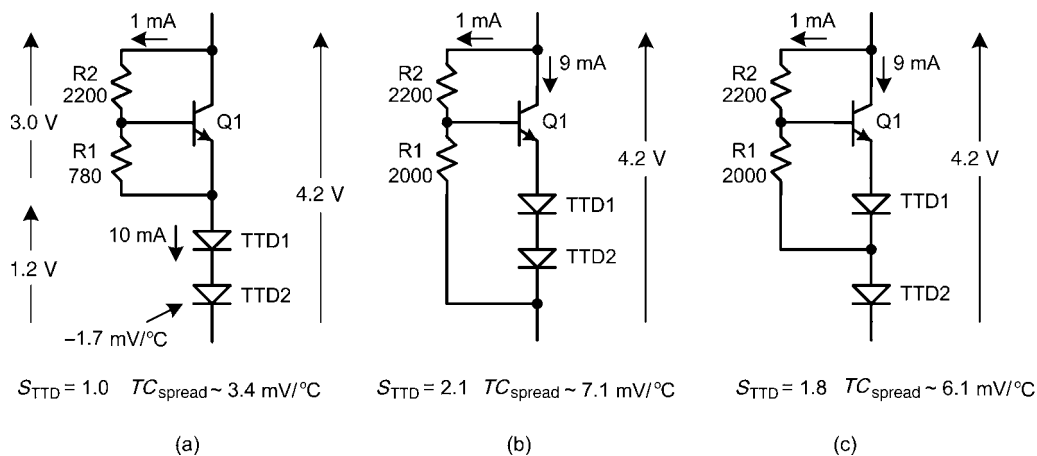 1 mA
R2
2200
3.0 V
Q1
R1
780
4.2 V
10 mA
TTD1
1.2 V
TTD2
–1.7 mV/°C
S_TTD = 1.0 TC_spread ~ 3.4 mV/°C
(a)
1 mA
9 mA
R2
2200
Q1
R1
2000
4.2 V
TTD1
TTD2
S_TTD = 2.1 TC_spread ~ 7.1 mV/°C
(b)
1 mA
9 mA
R2
2200
Q1
R1
2000
4.2 V
TTD1
TTD2
S_TTD = 1.8 TC_spread ~ 6.1 mV/°C
(c)